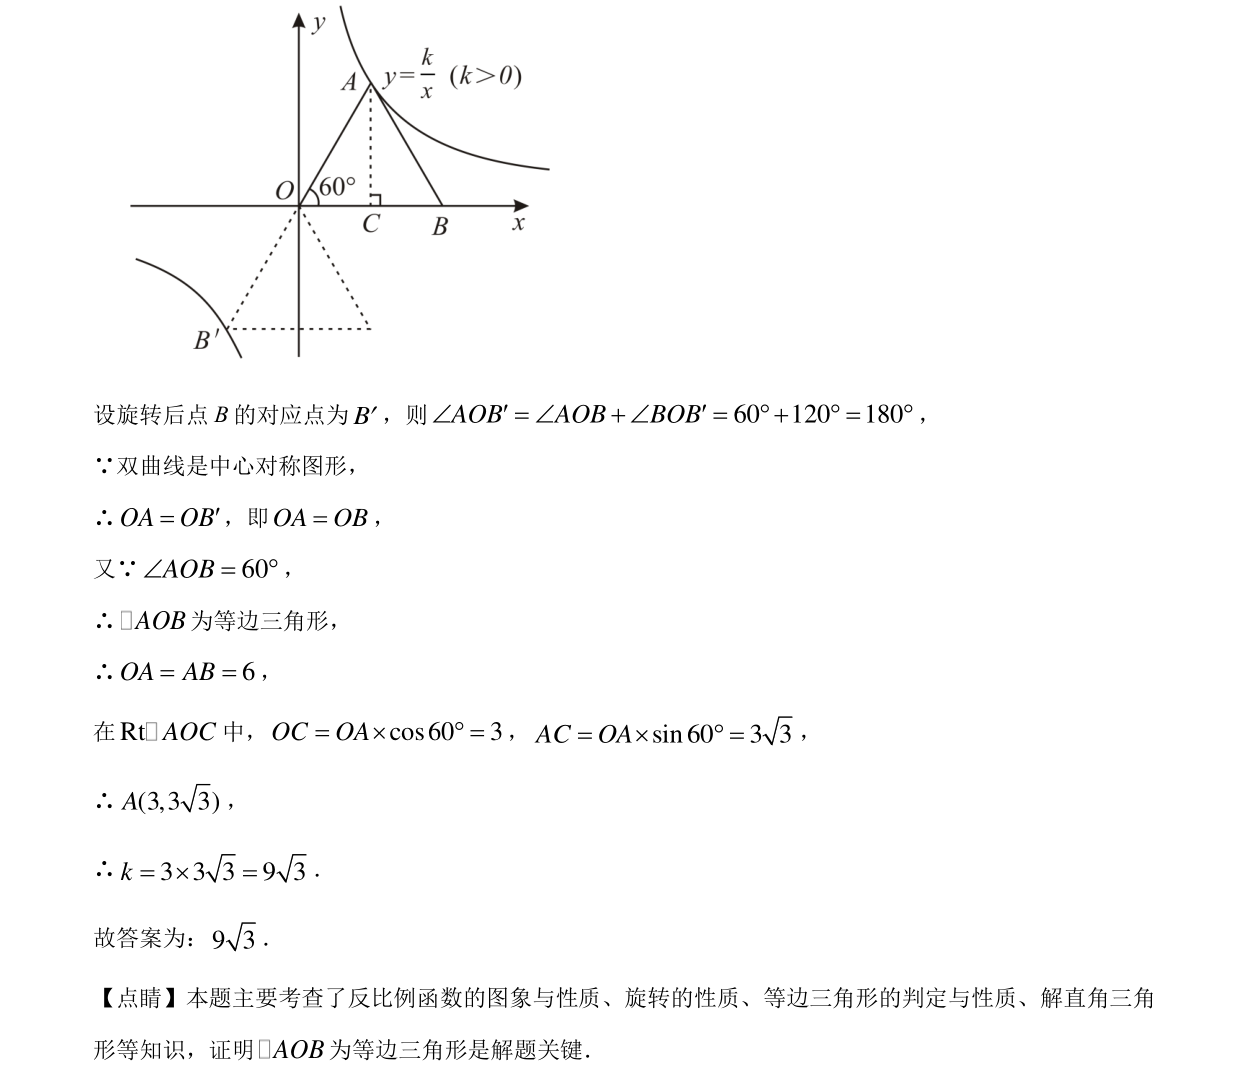 y
A y=k/x (k>0)
O 60°
C B x
B′
设旋转后点 B 的对应点为 B′，则∠AOB′=∠AOB+∠BOB′=60°+120°=180°，
∵双曲线是中心对称图形，
∴OA=OB′，即OA=OB，
又∵∠AOB=60°，
∴□AOB为等边三角形，
∴OA=AB=6，
在Rt□AOC中，OC=OA×cos60°=3，AC=OA×sin60°=3√3，
∴A(3,3√3)，
∴k=3×3√3=9√3．
故答案为：9√3．
【点睛】本题主要考查了反比例函数的图象与性质、旋转的性质、等边三角形的判定与性质、解直角三角
形等知识，证明□AOB为等边三角形是解题关键．